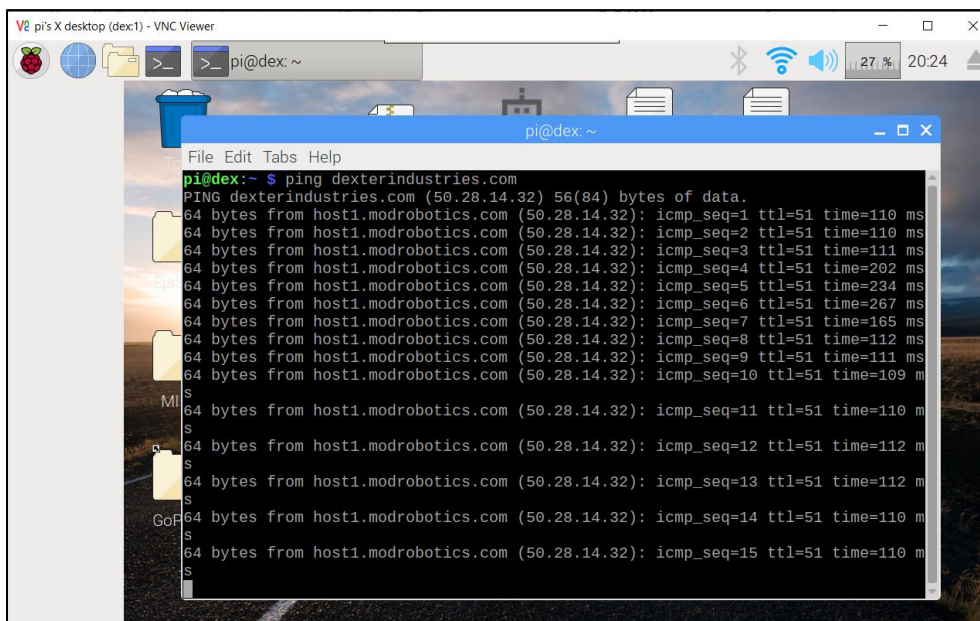 V2 pi's X desktop (dex:1) - VNC Viewer
>_ >_ pi@dex: ~ 27 % 20:24
pi@dex: ~
File Edit Tabs Help
pi@dex:~ $ ping dexterindustries.com
PING dexterindustries.com (50.28.14.32) 56(84) bytes of data.
64 bytes from host1.modrobotics.com (50.28.14.32): icmp_seq=1 ttl=51 time=110 ms
64 bytes from host1.modrobotics.com (50.28.14.32): icmp_seq=2 ttl=51 time=110 ms
64 bytes from host1.modrobotics.com (50.28.14.32): icmp_seq=3 ttl=51 time=111 ms
64 bytes from host1.modrobotics.com (50.28.14.32): icmp_seq=4 ttl=51 time=202 ms
64 bytes from host1.modrobotics.com (50.28.14.32): icmp_seq=5 ttl=51 time=234 ms
64 bytes from host1.modrobotics.com (50.28.14.32): icmp_seq=6 ttl=51 time=267 ms
64 bytes from host1.modrobotics.com (50.28.14.32): icmp_seq=7 ttl=51 time=165 ms
64 bytes from host1.modrobotics.com (50.28.14.32): icmp_seq=8 ttl=51 time=112 ms
64 bytes from host1.modrobotics.com (50.28.14.32): icmp_seq=9 ttl=51 time=111 ms
64 bytes from host1.modrobotics.com (50.28.14.32): icmp_seq=10 ttl=51 time=109 m
s
64 bytes from host1.modrobotics.com (50.28.14.32): icmp_seq=11 ttl=51 time=110 m
s
64 bytes from host1.modrobotics.com (50.28.14.32): icmp_seq=12 ttl=51 time=112 m
s
64 bytes from host1.modrobotics.com (50.28.14.32): icmp_seq=13 ttl=51 time=112 m
s
64 bytes from host1.modrobotics.com (50.28.14.32): icmp_seq=14 ttl=51 time=110 m
s
64 bytes from host1.modrobotics.com (50.28.14.32): icmp_seq=15 ttl=51 time=110 m
s
GoP